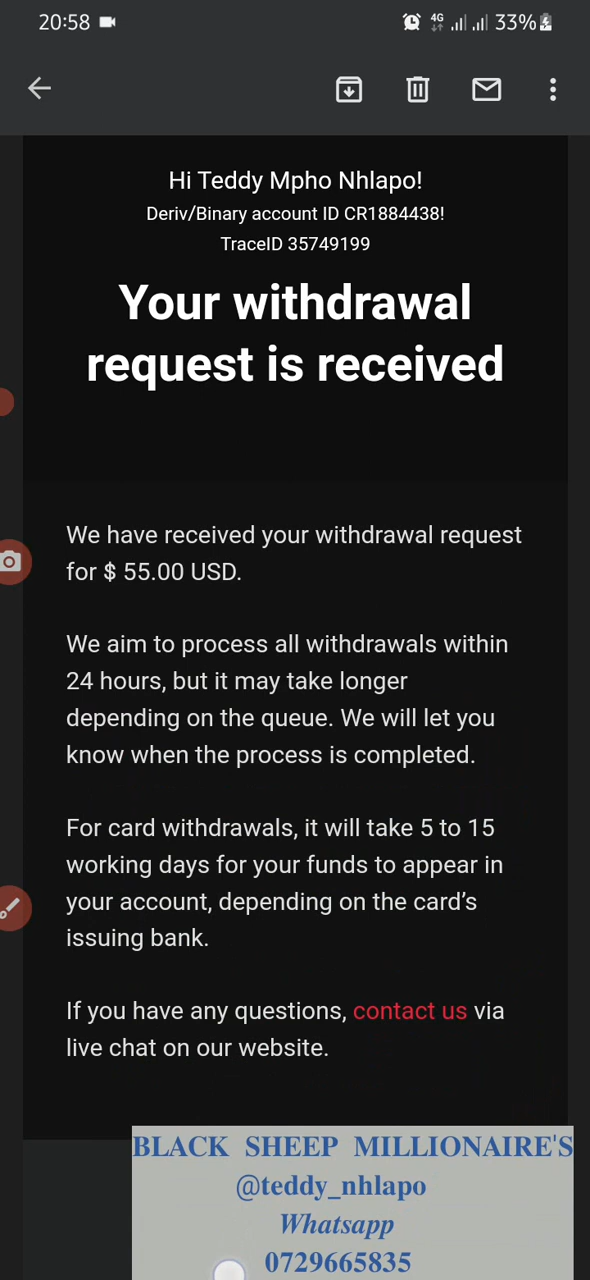 20:58
4G
33%
Hi Teddy Mpho Nhlapo!
Deriv/Binary account ID CR1884438!
TraceID 35749199
Your withdrawal
request is received
We have received your withdrawal request
for $ 55.00 USD.
We aim to process all withdrawals within
24 hours, but it may take longer
depending on the queue. We will let you
know when the process is completed.
For card withdrawals, it will take 5 to 15
working days for your funds to appear in
your account, depending on the card’s
issuing bank.
If you have any questions, contact us via
live chat on our website.
BLACK SHEEP MILLIONAIRE'S
@teddy_nhlapo
Whatsapp
0729665835